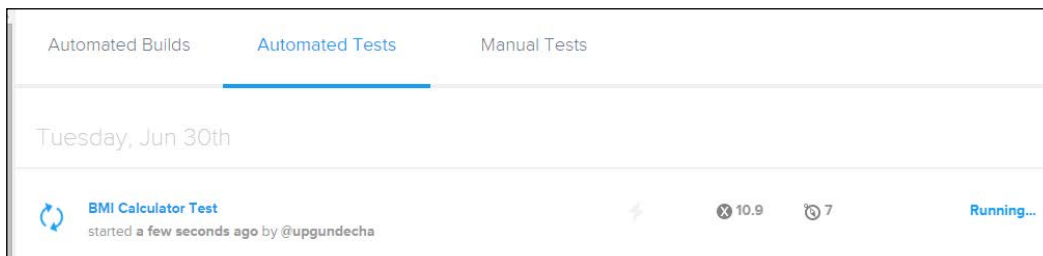 Automated Builds Automated Tests Manual Tests
Tuesday, Jun 30th
BMI Calculator Test 10.9 7 Running...
started a few seconds ago by @upgundecha